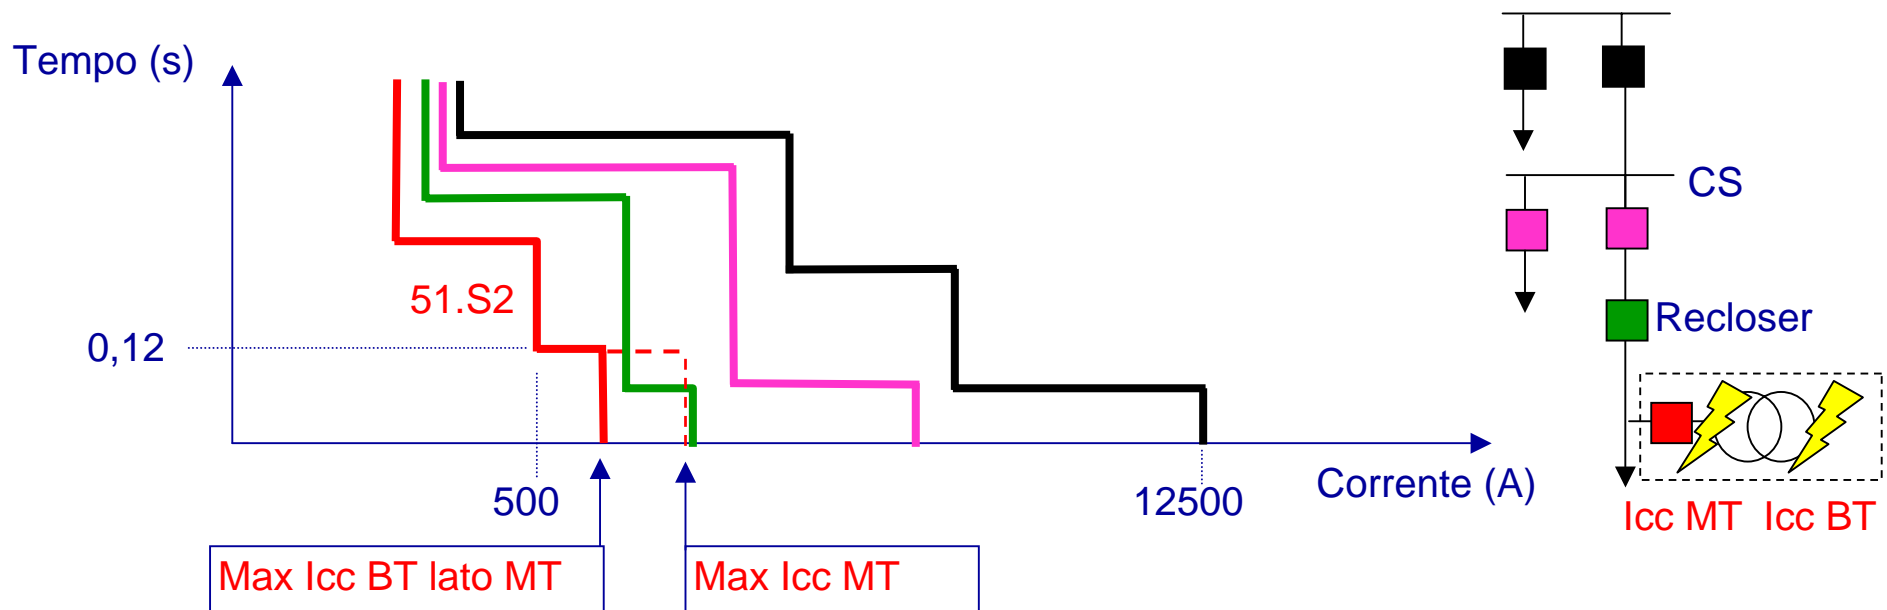 Tempo (s)
CS
51.S2
Recloser
0,12
500
12500
Corrente (A)
Icc MT
Icc BT
Max Icc BT lato MT
Max Icc MT